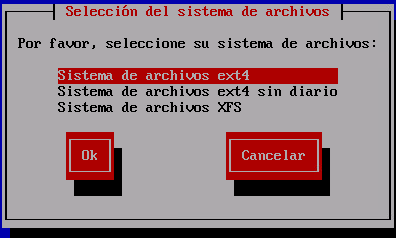 Selección del sistema de archivos
Por favor, seleccione su sistema de archivos:
Sistema de archivos ext4
Sistema de archivos ext4 sin diario
Sistema de archivos XFS
Ok Cancelar